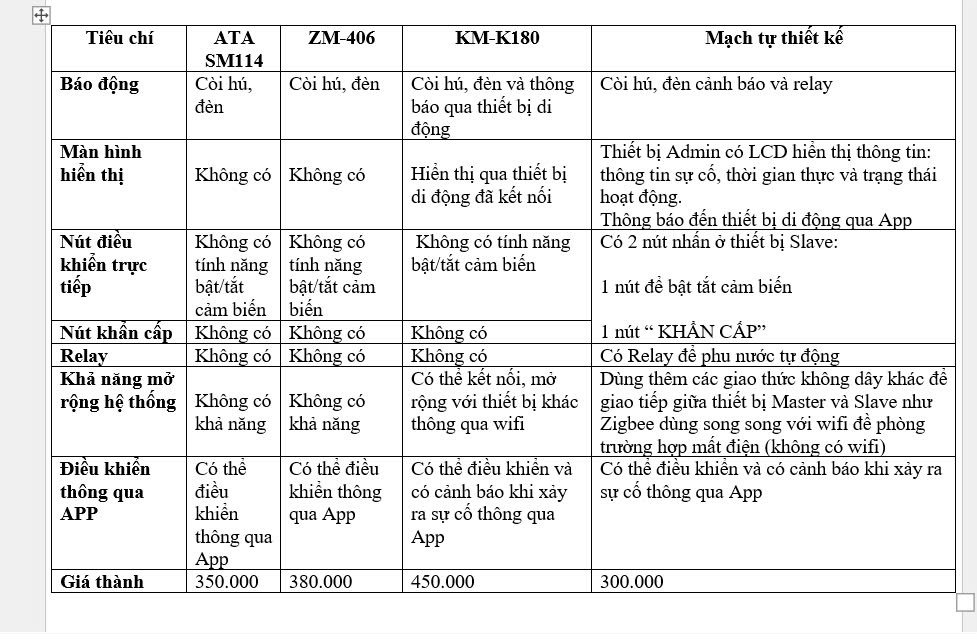 Tiêu chí
ATA
SM114
ZM-406
KM-K180
Mạch tự thiết kế
Báo động
Còi hú,
đèn
Còi hú, đèn
Còi hú, đèn và thông
báo qua thiết bị di
động
Còi hú, đèn cảnh báo và relay
Màn hình
hiển thị
Không có
Không có
Hiển thị qua thiết bị
di động đã kết nối
Thiết bị Admin có LCD hiển thị thông tin:
thông tin sự cố, thời gian thực và trạng thái
hoạt động.
Thông báo đến thiết bị di động qua App
Nút điều
khiển trực
tiếp
Không có
tính năng
bật/tắt
cảm biến
Không có
tính năng
bật/tắt cảm
biến
Không có tính năng
bật/tắt cảm biến
Có 2 nút nhấn ở thiết bị Slave:
1 nút để bật tắt cảm biến
1 nút “ KHẨN CẤP”
Nút khẩn cấp
Không có
Không có
Không có
Relay
Không có
Không có
Không có
Có Relay để phu nước tự động
Khả năng mở
rộng hệ thống
Không có
khả năng
Không có
khả năng
Có thể kết nối, mở
rộng với thiết bị khác
thông qua wifi
Dùng thêm các giao thức không dây khác để
giao tiếp giữa thiết bị Master và Slave như
Zigbee dùng song song với wifi đề phòng
trường hợp mất điện (không có wifi)
Điều khiển
thông qua
APP
Có thể
điều
khiển
thông qua
App
Có thể điều
khiển thông
qua App
Có thể điều khiển và
có cảnh báo khi xảy
ra sự cố thông qua
App
Có thể điều khiển và có cảnh báo khi xảy ra
sự cố thông qua App
Giá thành
350.000
380.000
450.000
300.000